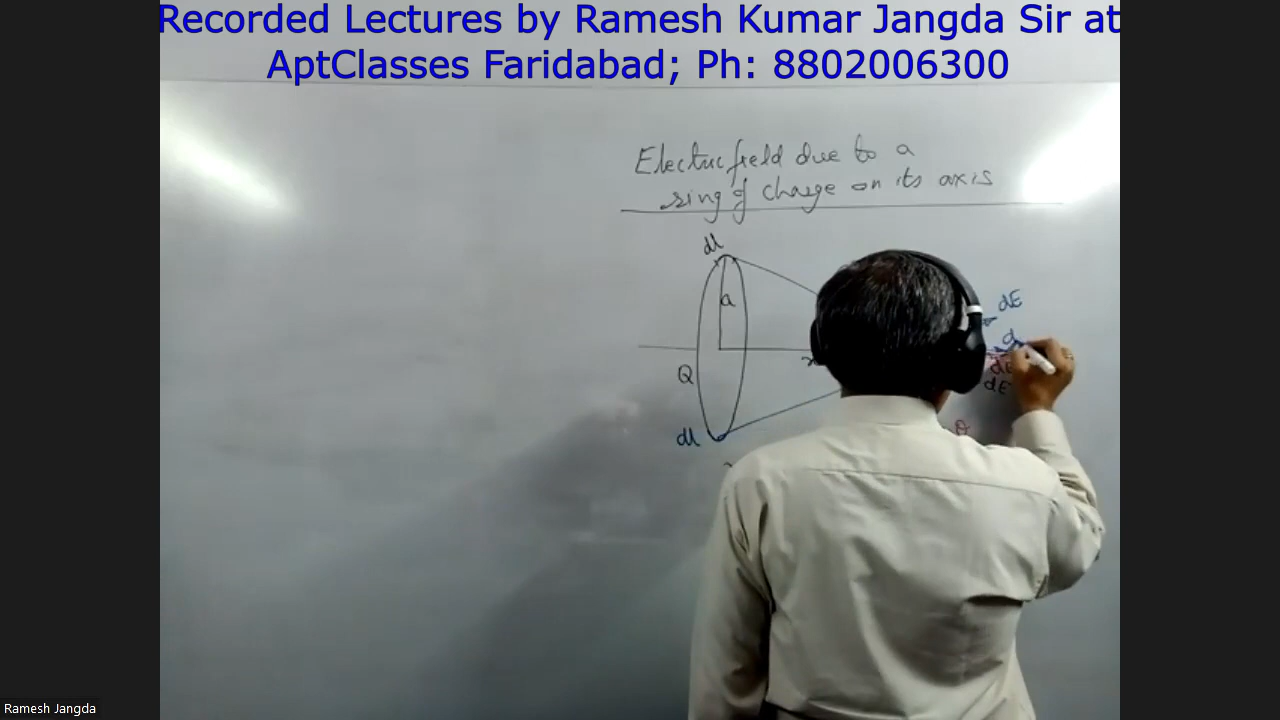 Recorded Lectures by Ramesh Kumar Jangda Sir at
AptClasses Faridabad; Ph: 8802006300
Electric field due to a
ring of charge on its axis
dl
a
dE
x
Q
dE
dl
θ
Ramesh Jangda